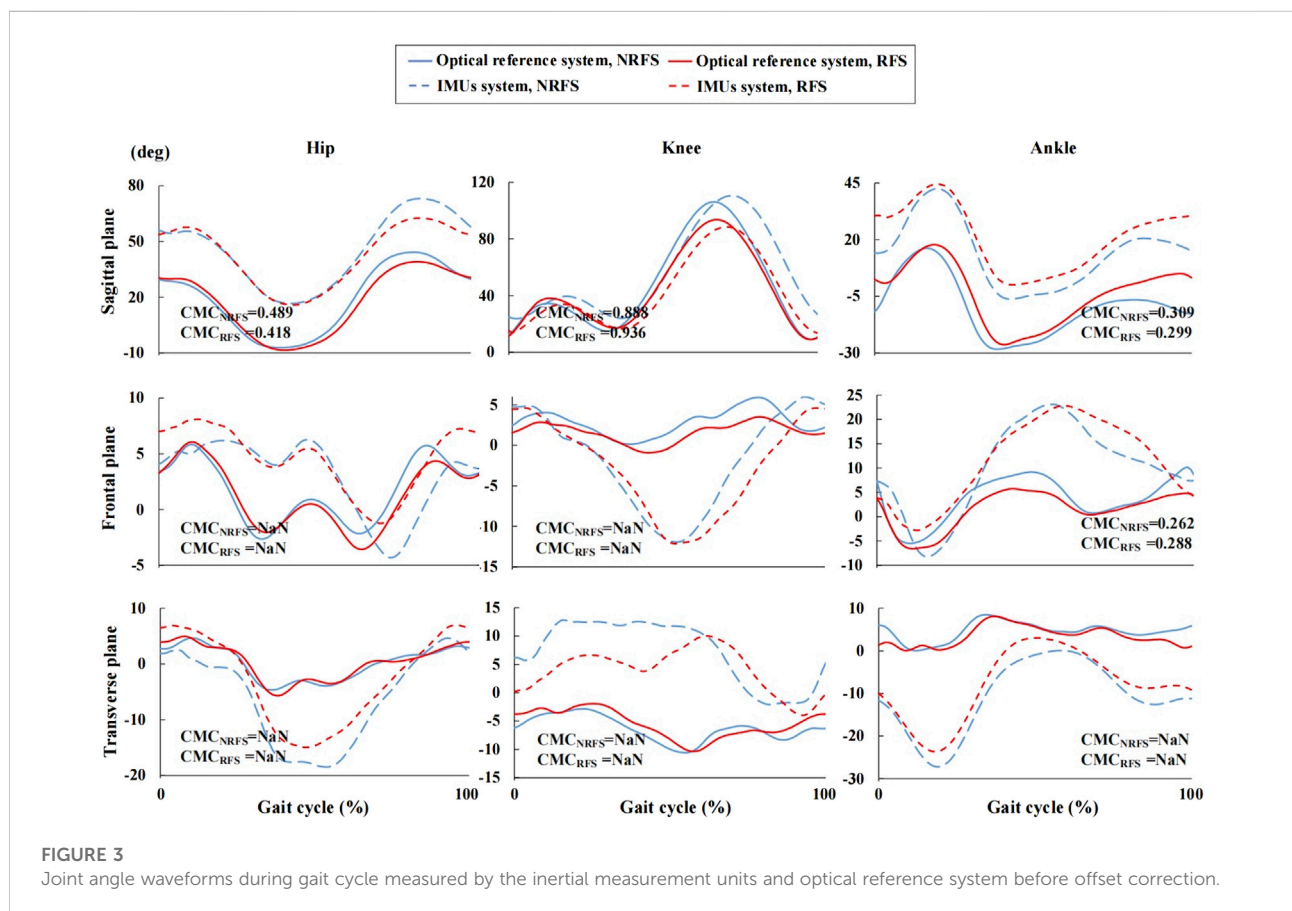 Optical reference system, NRFS
Optical reference system, RFS
IMUs system, NRFS
IMUs system, RFS
(deg)
Hip
Knee
Ankle
Sagittal plane
80
50
20
-10
CMCNRFS=0.489
CMCRFS =0.418
120
80
40
0
CMCNRFS=0.888
CMCRFS =0.936
45
20
-5
-30
CMCNRFS=0.309
CMCRFS =0.299
Frontal plane
10
5
0
-5
CMCNRFS=NaN
CMCRFS =NaN
5
0
-5
-10
-15
CMCNRFS=NaN
CMCRFS =NaN
25
20
15
10
5
0
-5
-10
CMCNRFS=0.262
CMCRFS =0.288
Transverse plane
10
0
-10
-20
CMCNRFS=NaN
CMCRFS =NaN
15
10
5
0
-5
-10
-15
CMCNRFS=NaN
CMCRFS =NaN
10
0
-10
-20
-30
CMCNRFS=NaN
CMCRFS =NaN
0
100
0
100
0
100
Gait cycle (%)
Gait cycle (%)
Gait cycle (%)
FIGURE 3
Joint angle waveforms during gait cycle measured by the inertial measurement units and optical reference system before offset correction.